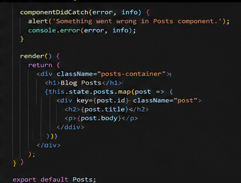 componentDidCatch(error, info) {
alert('Something went wrong in Posts component.');
console.error(error, info);
}
render() {
return (
<div className="posts-container">
<h1>Blog Posts</h1>
{this.state.posts.map(post => (
<div key={post.id} className="post">
<h2>{post.title}</h2>
<p>{post.body}</p>
</div>
))}
</div>
);
}
}
export default Posts;